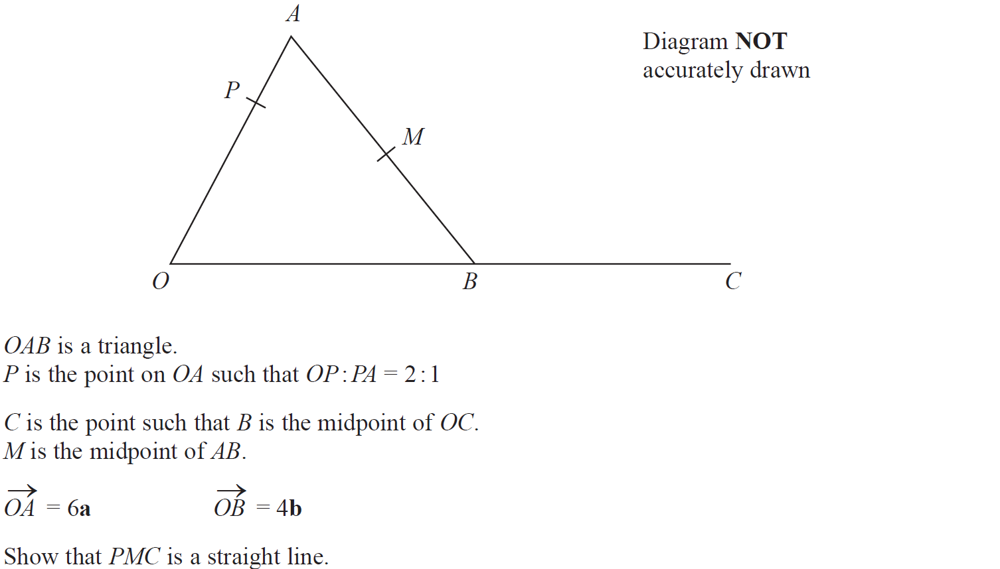 A
Diagram NOT
accurately drawn
P
M
O
B
C
OAB is a triangle.
P is the point on OA such that OP : PA = 2 : 1
C is the point such that B is the midpoint of OC.
M is the midpoint of AB.
$\overrightarrow{OA}$ = 6a $\overrightarrow{OB}$ = 4b
Show that PMC is a straight line.